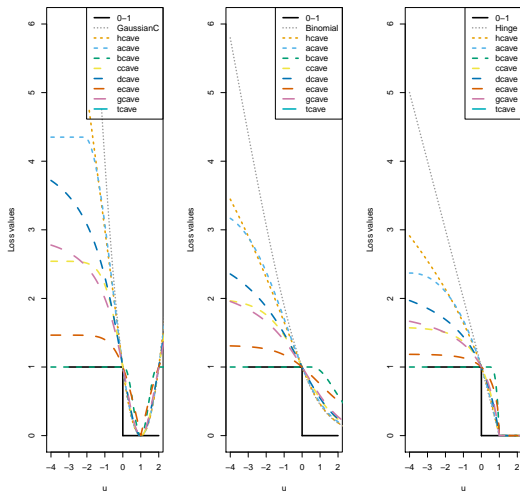 0−1
GaussianC
hcave
acave
bcave
ccave
dcave
ecave
gcave
tcave
Loss values
0
1
2
3
4
5
6
−4
−3
−2
−1
0
1
2
u
0−1
Binomial
hcave
acave
bcave
ccave
dcave
ecave
gcave
tcave
Loss values
0
1
2
3
4
5
6
−4
−3
−2
−1
0
1
2
u
0−1
Hinge
hcave
acave
bcave
ccave
dcave
ecave
gcave
tcave
Loss values
0
1
2
3
4
5
6
−4
−3
−2
−1
0
1
2
u